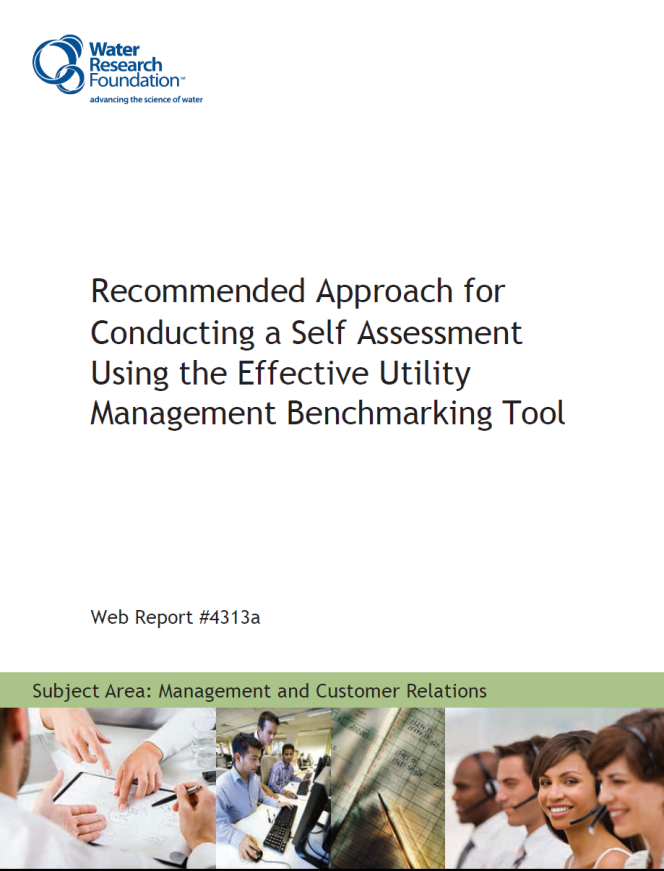 Water
Research
Foundation℠
advancing the science of water
Recommended Approach for
Conducting a Self Assessment
Using the Effective Utility
Management Benchmarking Tool
Web Report #4313a
Subject Area: Management and Customer Relations